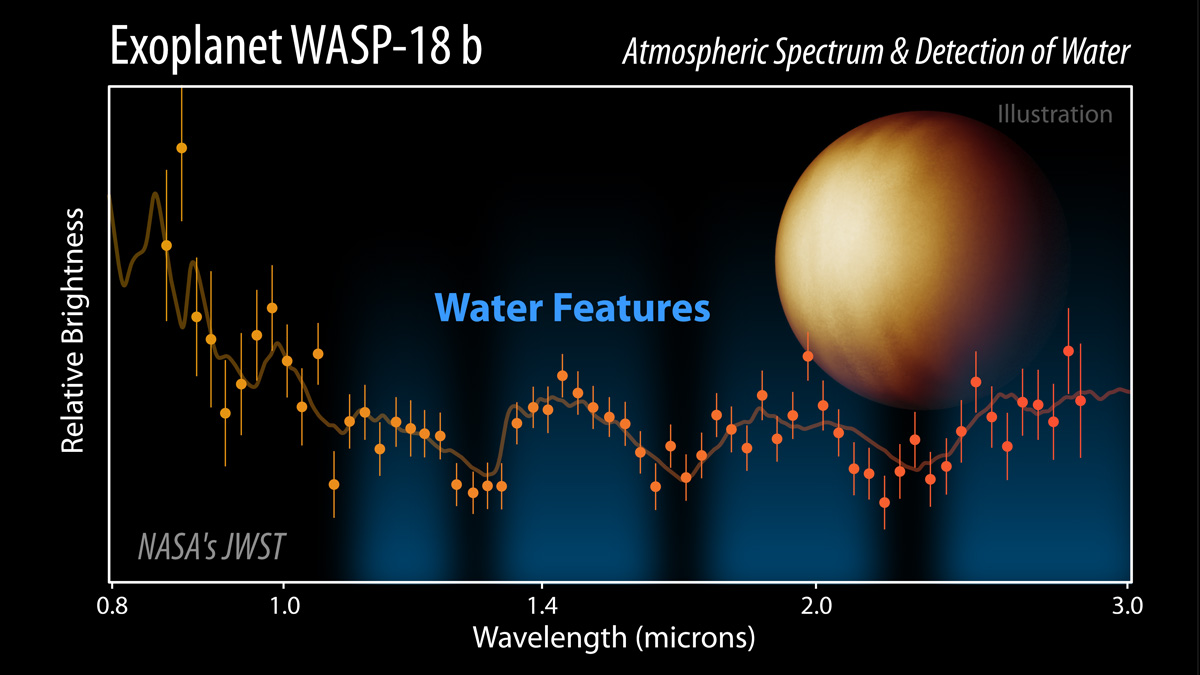 Exoplanet WASP-18 b
Atmospheric Spectrum & Detection of Water
Illustration
Water Features
Relative Brightness
NASA's JWST
0.8 1.0 1.4 2.0 3.0
Wavelength (microns)